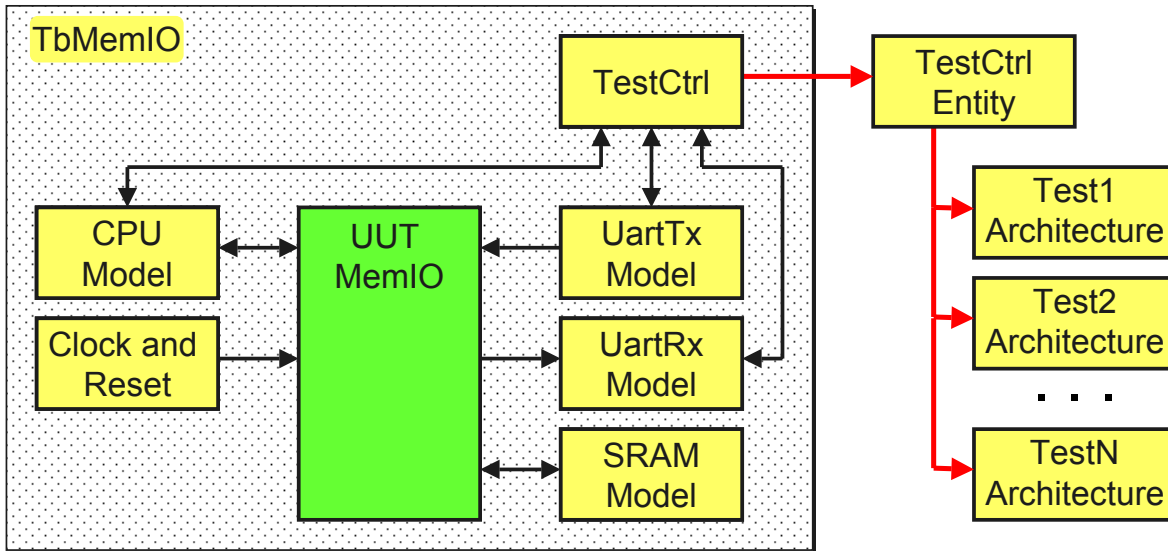 TbMemIO
TestCtrl
TestCtrl
Entity
CPU
Model
UUT
MemIO
UartTx
Model
Test1
Architecture
Clock and
Reset
UartRx
Model
Test2
Architecture
. . .
SRAM
Model
TestN
Architecture